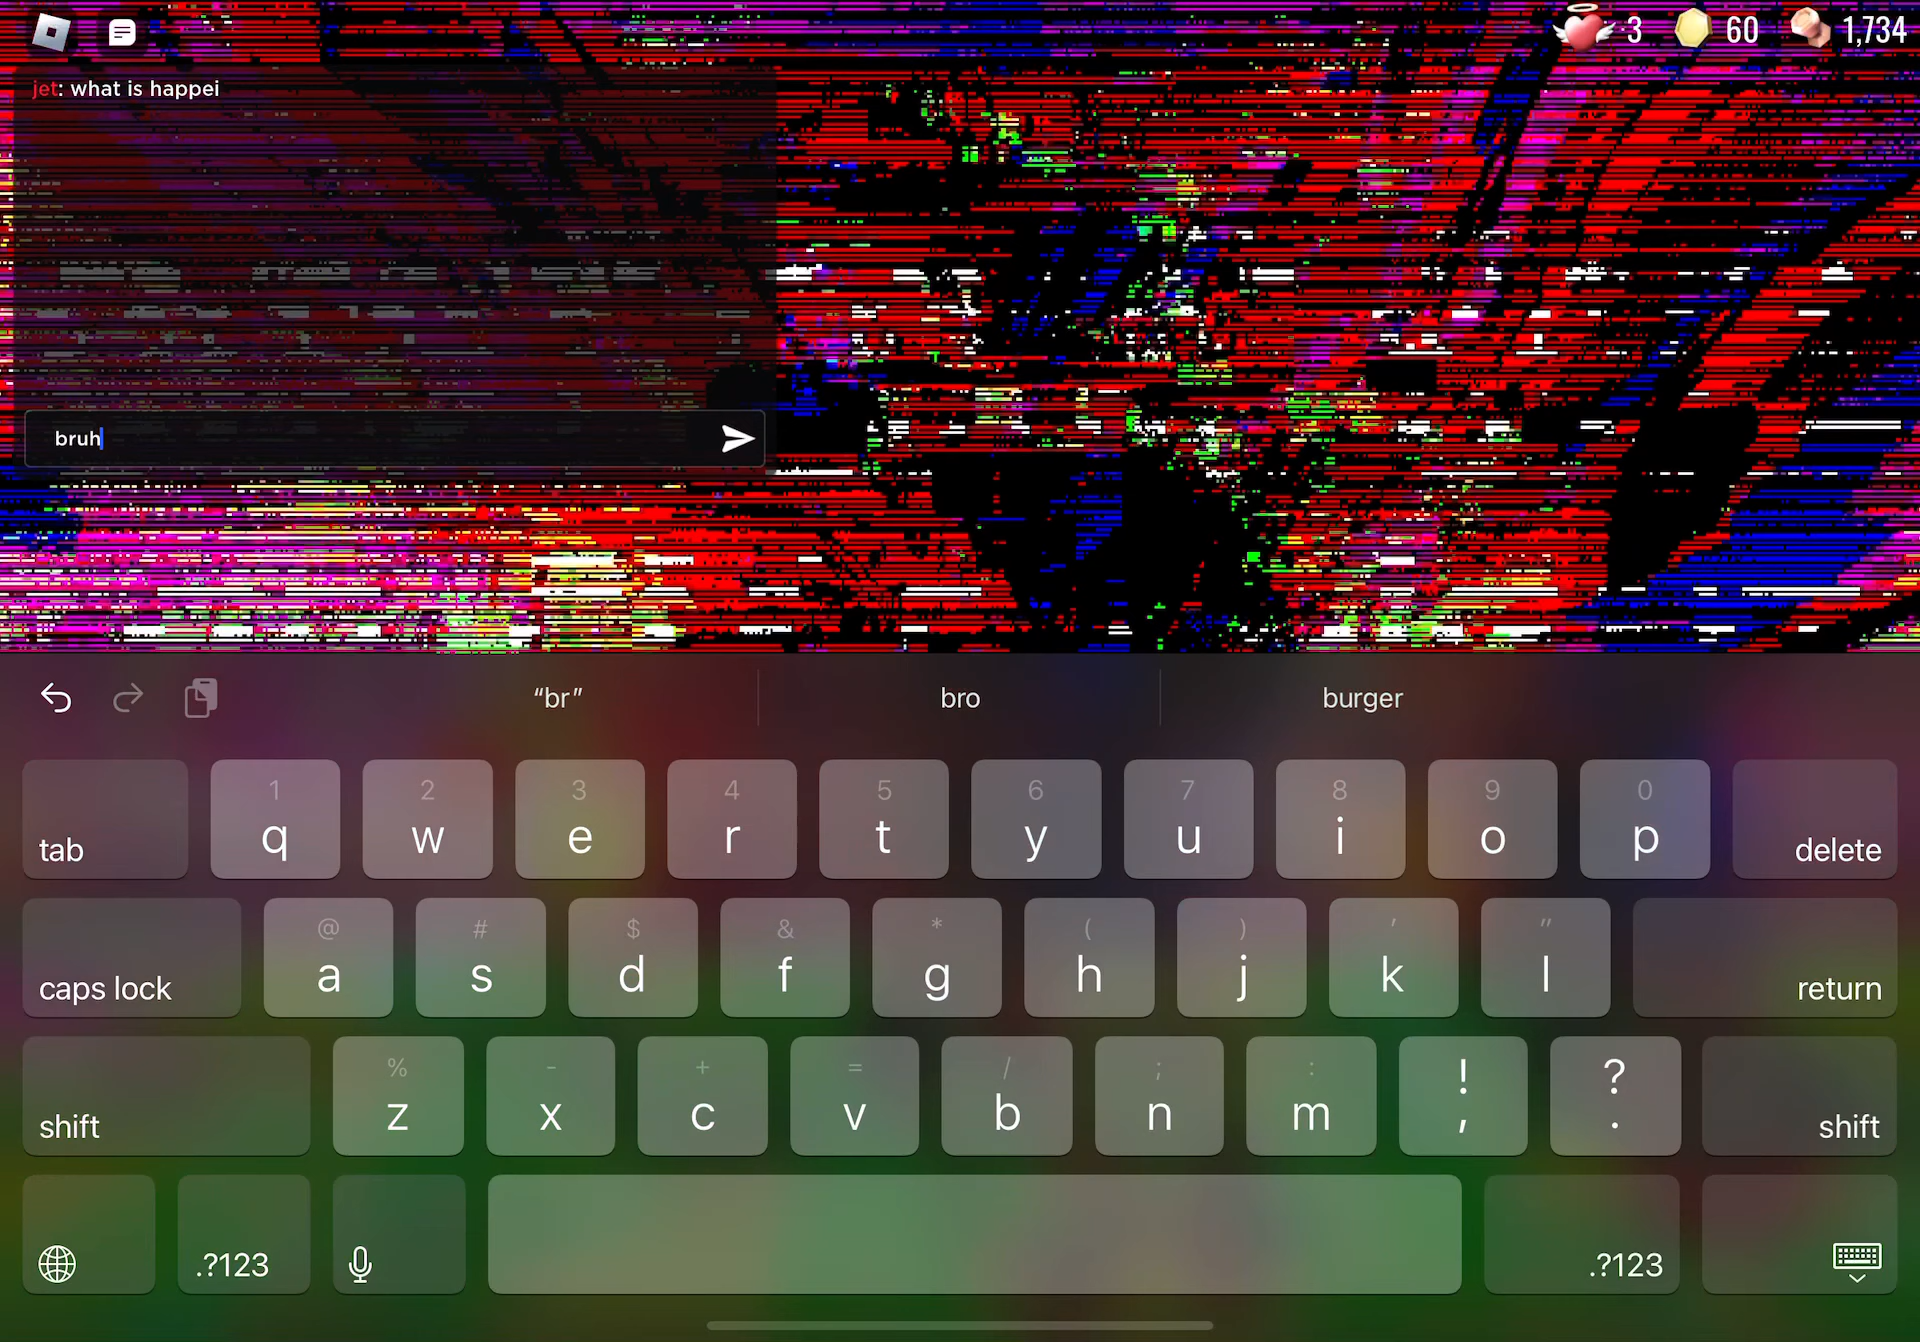 3 60 1,734
jet: what is happei
bruh
“br” bro burger
1 2 3 4 5 6 7 8 9 0
tab q w e r t y u i o p delete
@ # $ & * ( ) ' "
caps lock a s d f g h j k l return
% - + = / ; : ! ?
shift z x c v b n m , . shift
.?123 .?123